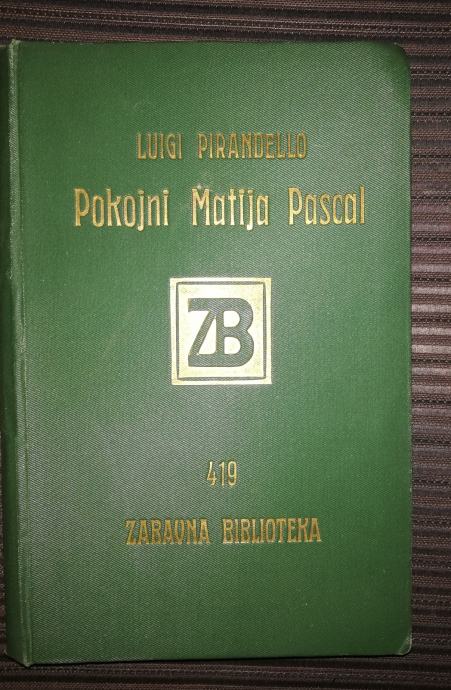 LUIGI PIRANDELLO
Pokojni Matija Pascal
ZB
419
ZABAVNA BIBLIOTEKA